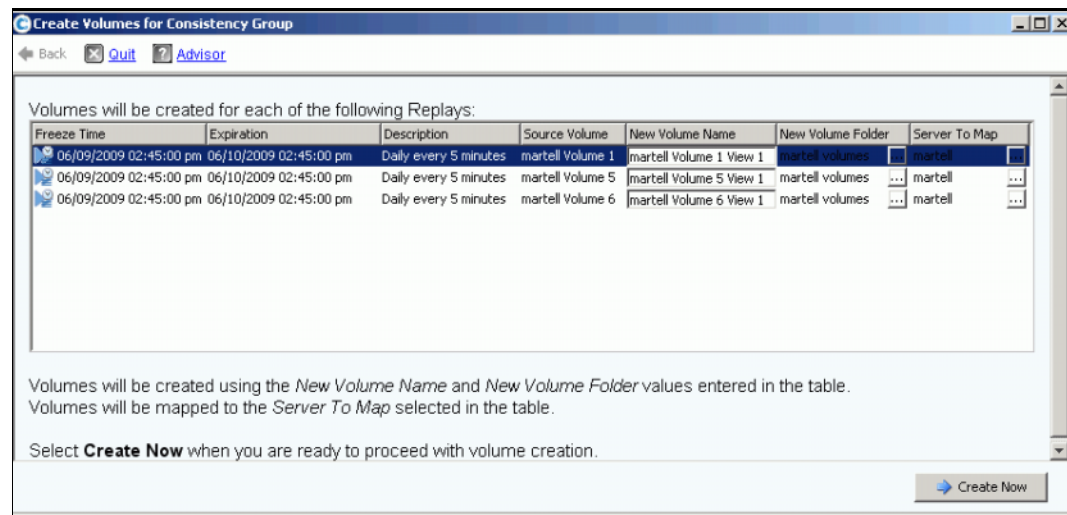 Create Volumes for Consistency Group
Back Quit Advisor
Volumes will be created for each of the following Replays:
Freeze Time Expiration Description Source Volume New Volume Name New Volume Folder Server To Map
06/09/2009 02:45:00 pm 06/10/2009 02:45:00 pm Daily every 5 minutes martell Volume 1 martell Volume 1 View 1 martell volumes ... martell ...
06/09/2009 02:45:00 pm 06/10/2009 02:45:00 pm Daily every 5 minutes martell Volume 5 martell Volume 5 View 1 martell volumes ... martell ...
06/09/2009 02:45:00 pm 06/10/2009 02:45:00 pm Daily every 5 minutes martell Volume 6 martell Volume 6 View 1 martell volumes ... martell ...
Volumes will be created using the New Volume Name and New Volume Folder values entered in the table.
Volumes will be mapped to the Server To Map selected in the table.
Select Create Now when you are ready to proceed with volume creation.
Create Now